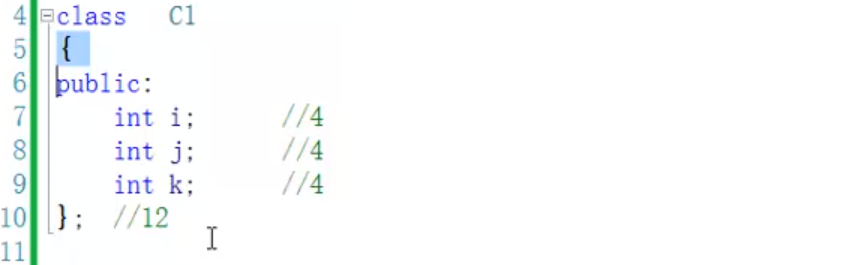 4 class C1
5 {
6 public:
7 int i; //4
8 int j; //4
9 int k; //4
10 }; //12
11